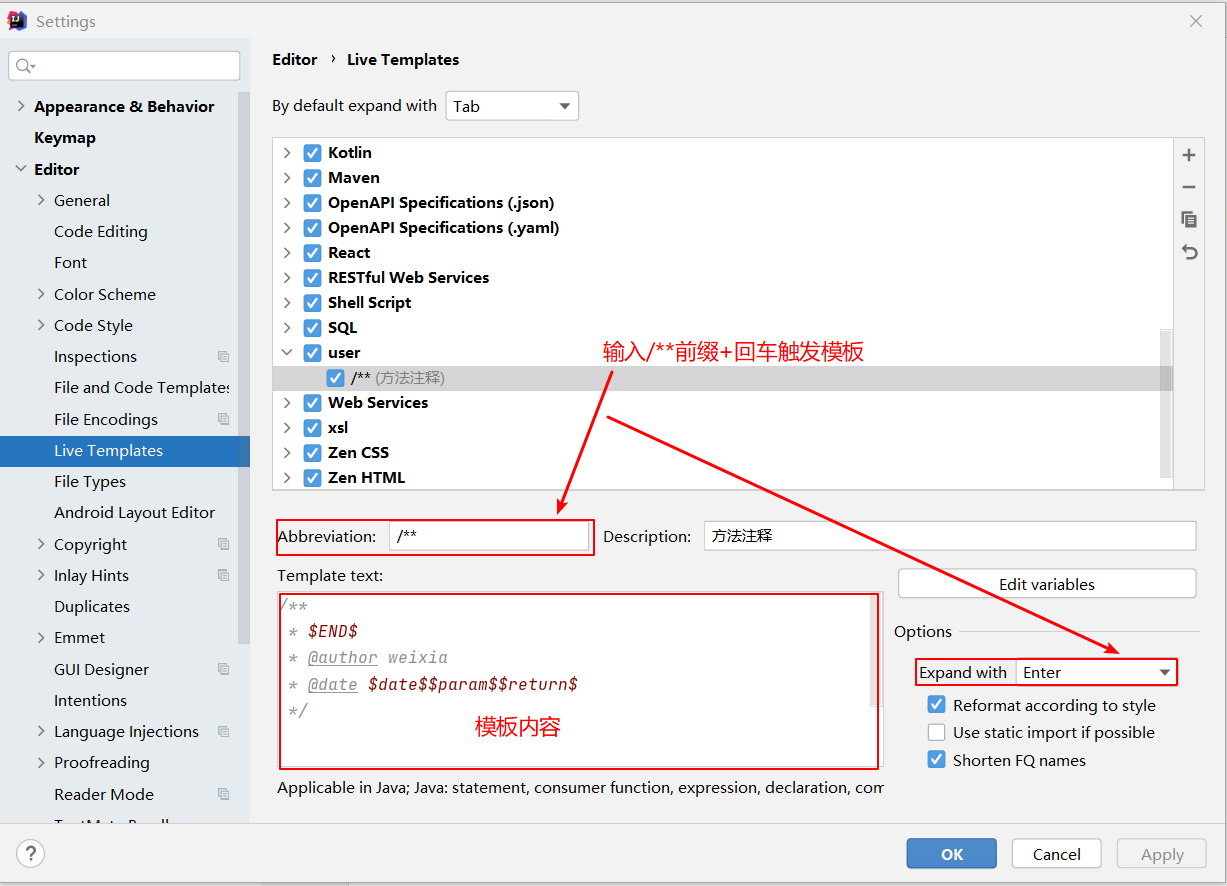 Settings
Editor › Live Templates
By default expand with Tab
Appearance & Behavior
Keymap
Editor
General
Code Editing
Font
Color Scheme
Code Style
Inspections
File and Code Templates
File Encodings
Live Templates
File Types
Android Layout Editor
Copyright
Inlay Hints
Duplicates
Emmet
GUI Designer
Intentions
Language Injections
Proofreading
Reader Mode
Kotlin
Maven
OpenAPI Specifications (.json)
OpenAPI Specifications (.yaml)
React
RESTful Web Services
Shell Script
SQL
user
输入/**前缀+回车触发模板
/** (方法注释)
Web Services
xsl
Zen CSS
Zen HTML
Abbreviation: /** Description: 方法注释
Template text:
/**
* $END$
* @author weixia
* @date $date$$param$$return$
*/
模板内容
Edit variables
Options
Expand with Enter
Reformat according to style
Use static import if possible
Shorten FQ names
Applicable in Java; Java: statement, consumer function, expression, declaration, com
?
OK Cancel Apply